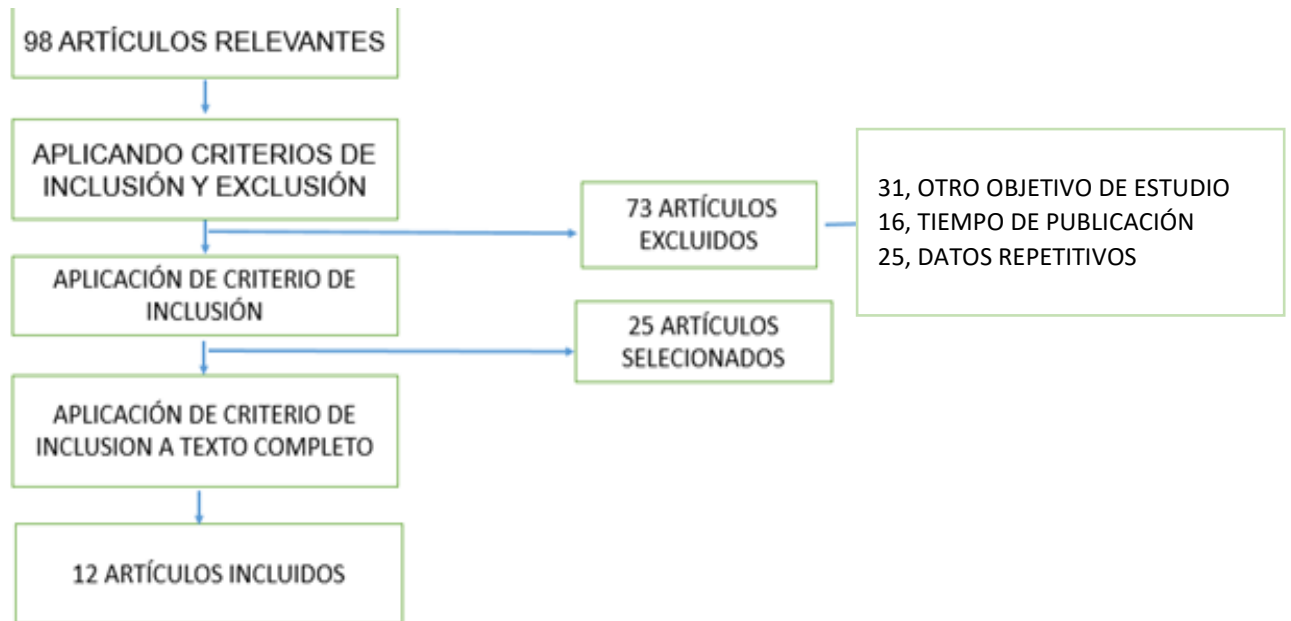 98 ARTÍCULOS RELEVANTES
APLICANDO CRITERIOS DE
INCLUSIÓN Y EXCLUSIÓN
73 ARTÍCULOS
EXCLUIDOS
31, OTRO OBJETIVO DE ESTUDIO
16, TIEMPO DE PUBLICACIÓN
25, DATOS REPETITIVOS
APLICACIÓN DE CRITERIO DE
INCLUSIÓN
25 ARTÍCULOS
SELECIONADOS
APLICACIÓN DE CRITERIO DE
INCLUSION A TEXTO COMPLETO
12 ARTÍCULOS INCLUIDOS